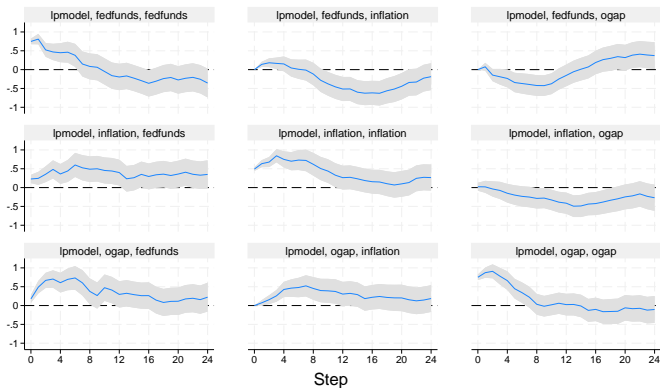 lpmodel, fedfunds, fedfunds
lpmodel, fedfunds, inflation
lpmodel, fedfunds, ogap
1
.5
0
-.5
-1
lpmodel, inflation, fedfunds
lpmodel, inflation, inflation
lpmodel, inflation, ogap
1
.5
0
-.5
-1
lpmodel, ogap, fedfunds
lpmodel, ogap, inflation
lpmodel, ogap, ogap
1
.5
0
-.5
-1
0 4 8 12 16 20 24
0 4 8 12 16 20 24
0 4 8 12 16 20 24
Step